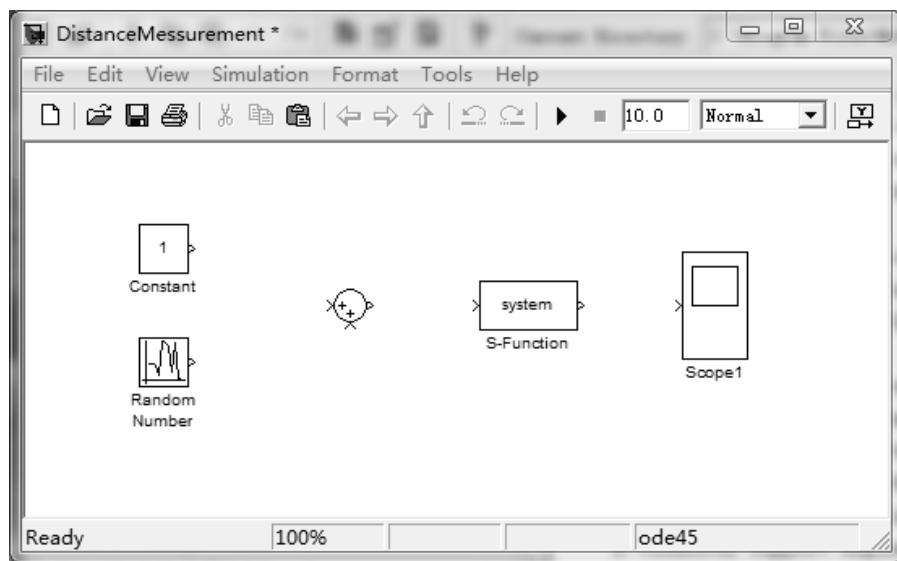 DistanceMessurement *
File Edit View Simulation Format Tools Help
10.0 Normal
1
Constant
Random
Number
system
S-Function
Scope1
Ready 100% ode45